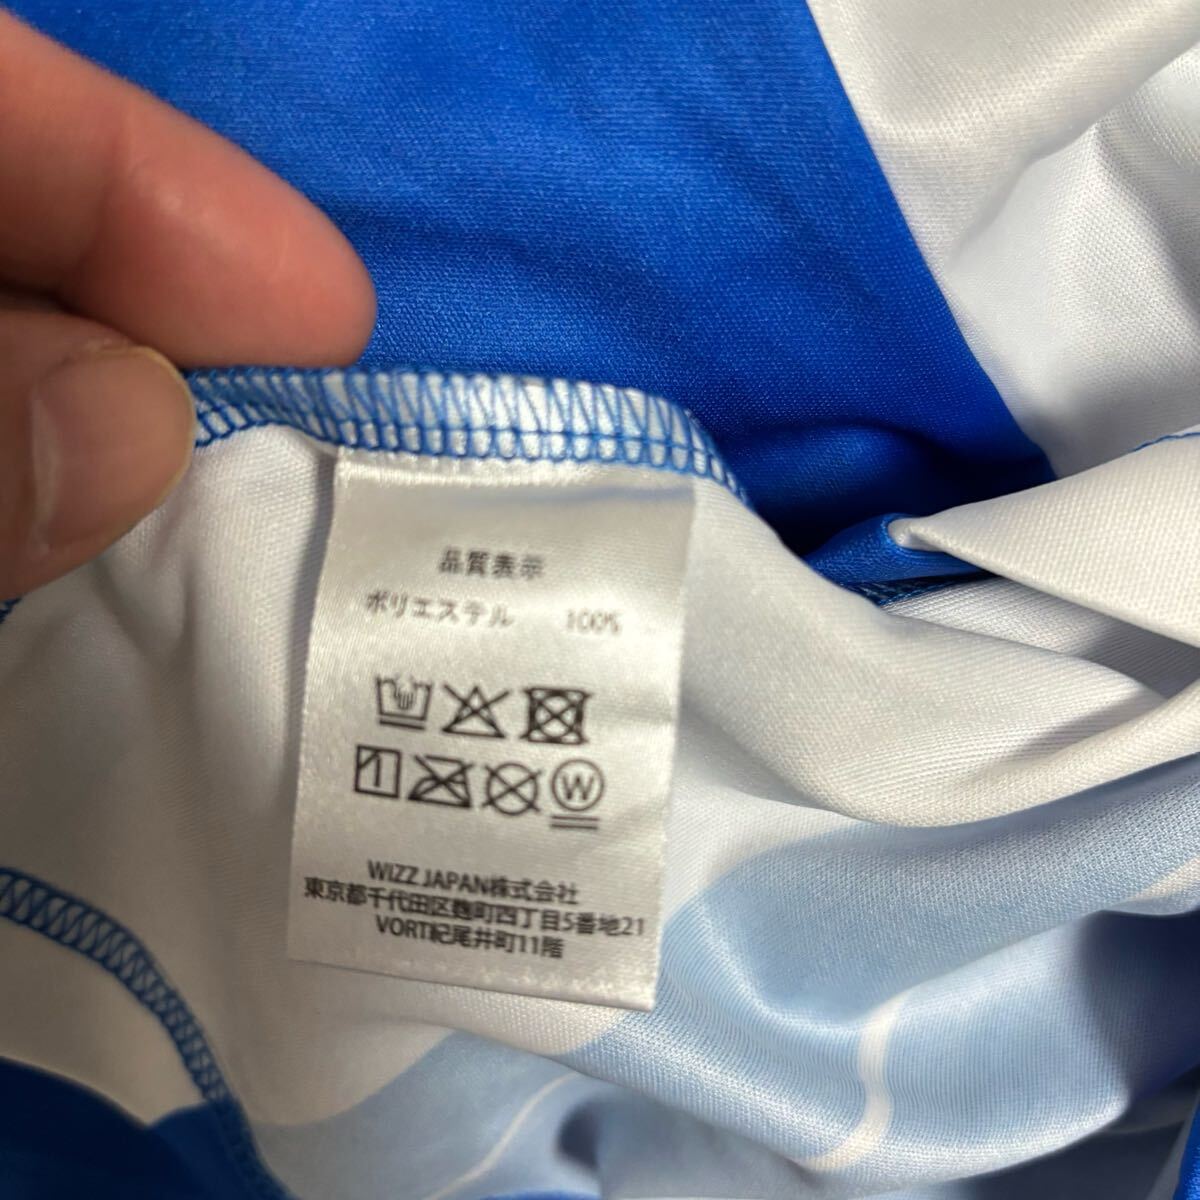 品質表示
ポリエステル 100%
W
WIZZ JAPAN株式会社
東京都千代田区麹町四丁目5番地21
VORT紀尾井町11階